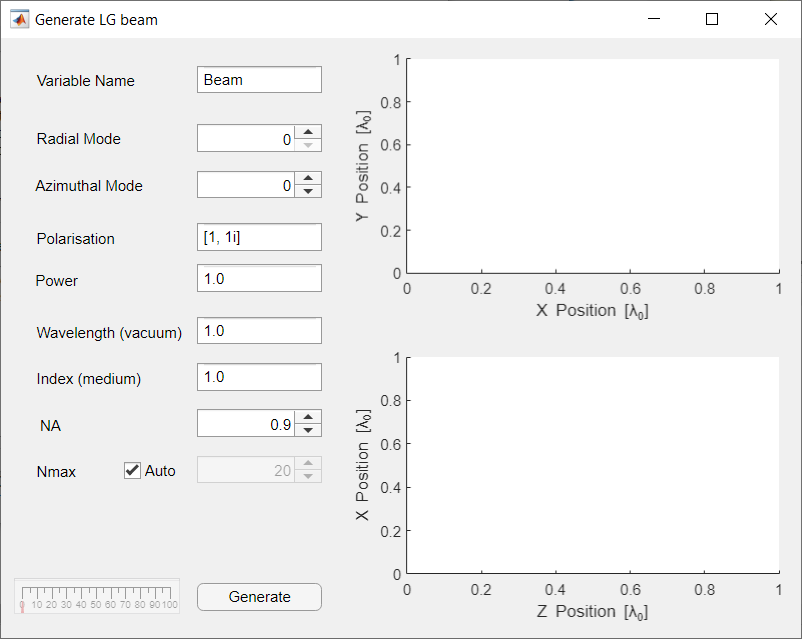 Generate LG beam
Variable Name Beam
Radial Mode 0
Azimuthal Mode 0
Polarisation [1, 1i]
Power 1.0
Wavelength (vacuum) 1.0
Index (medium) 1.0
NA 0.9
Nmax Auto 20
0 10 20 30 40 50 60 70 80 90 100
Generate
1
0.8
0.6
0.4
0.2
0
Y Position [λ₀]
0 0.2 0.4 0.6 0.8 1
X Position [λ₀]
1
0.8
0.6
0.4
0.2
0
X Position [λ₀]
0 0.2 0.4 0.6 0.8 1
Z Position [λ₀]